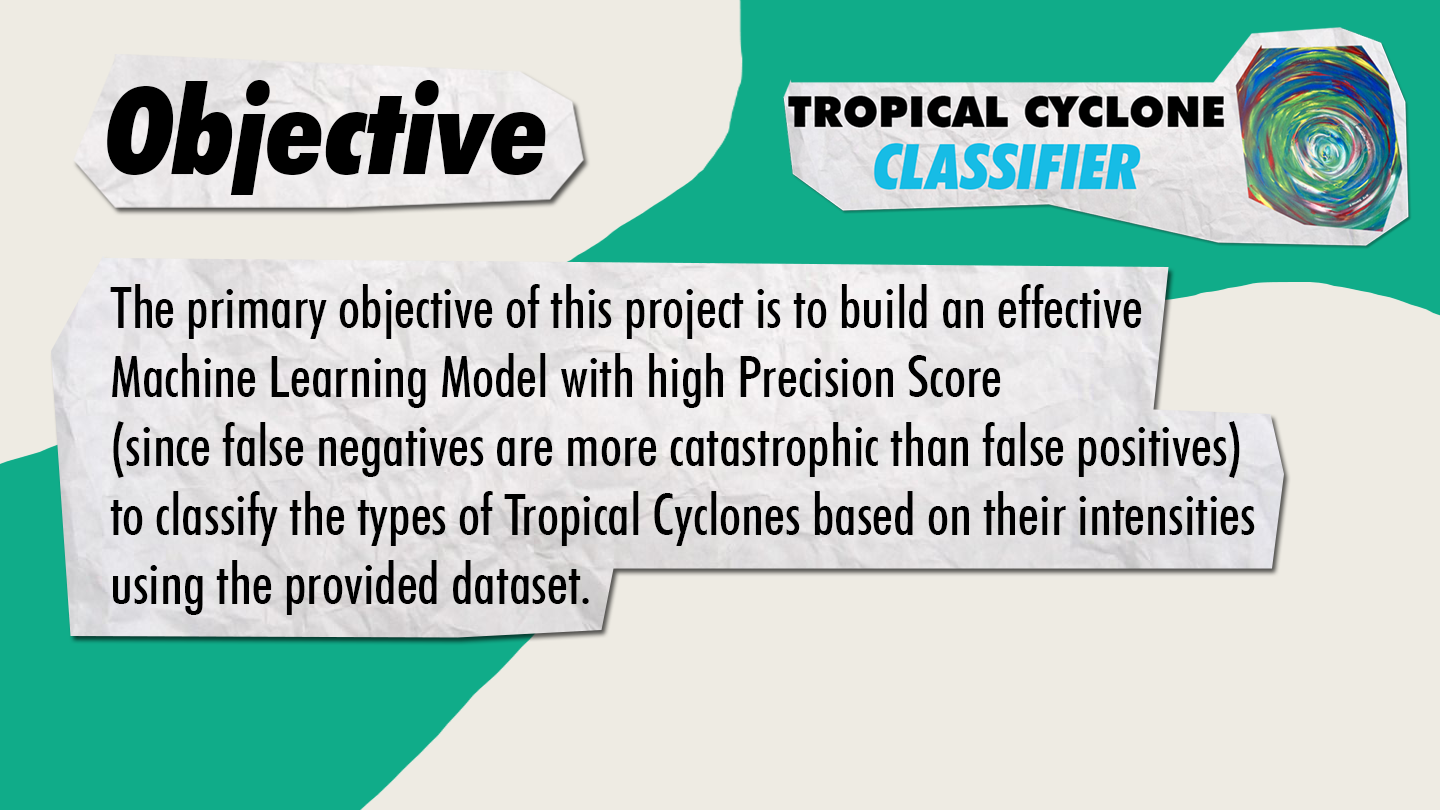 Objective
TROPICAL CYCLONE
CLASSIFIER
The primary objective of this project is to build an effective
Machine Learning Model with high Precision Score
(since false negatives are more catastrophic than false positives)
to classify the types of Tropical Cyclones based on their intensities
using the provided dataset.